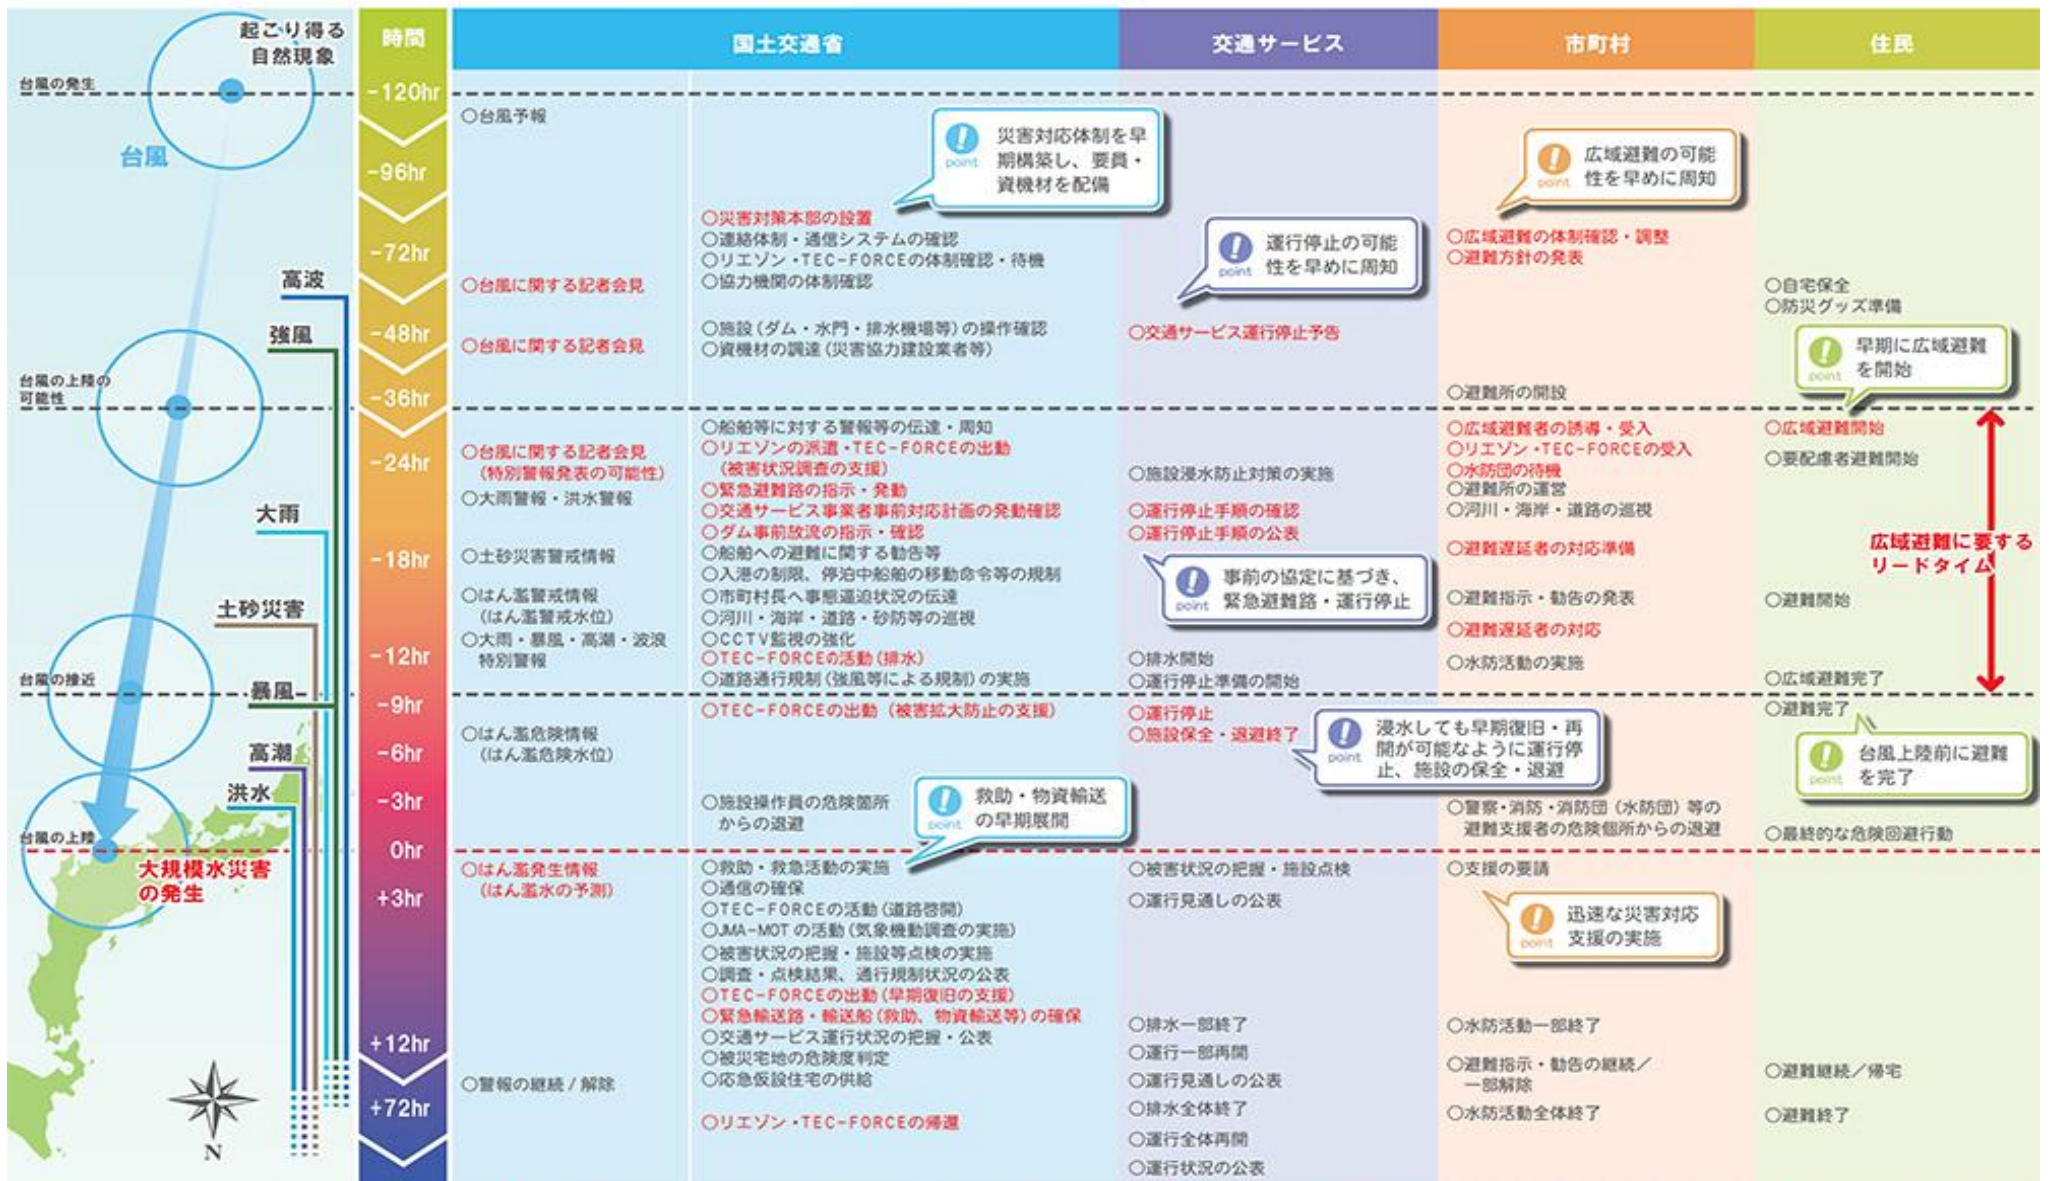 起こり得る
自然現象
時間
国土交通省
交通サービス
市町村
住民
台風の発生
台風
高波
強風
台風の上陸の
可能性
大雨
土砂災害
台風の接近
暴風
高潮
洪水
台風の上陸
大規模水災害
の発生
N
-120hr
-96hr
-72hr
-48hr
-36hr
-24hr
-18hr
-12hr
-9hr
-6hr
-3hr
0hr
+3hr
+12hr
+72hr
○台風予報
○台風に関する記者会見
○台風に関する記者会見
○台風に関する記者会見
(特別警報発表の可能性)
○大雨警報・洪水警報
○土砂災害警戒情報
○はん濫警戒情報
(はん濫警戒水位)
○大雨・暴風・高潮・波浪
特別警報
○はん濫危険情報
(はん濫危険水位)
○はん濫発生情報
(はん濫水の予測)
○警報の継続/解除
! point
災害対応体制を早
期構築し、要員・
資機材を配備
○災害対策本部の設置
○連絡体制・通信システムの確認
○リエゾン・TEC-FORCEの体制確認・待機
○協力機関の体制確認
○施設(ダム・水門・排水機場等)の操作確認
○資機材の調達(災害協力建設業者等)
○船舶等に対する警報等の伝達・周知
○リエゾンの派遣・TEC-FORCEの出動
(被害状況調査の支援)
○緊急避難路の指示・発動
○交通サービス事業者事前対応計画の発動確認
○ダム事前放流の指示・確認
○船舶への避難に関する勧告等
○入港の制限、停泊中船舶の移動命令等の規制
○市町村長へ事態逼迫状況の伝達
○河川・海岸・道路・砂防等の巡視
○CCTV監視の強化
○TEC-FORCEの活動(排水)
○道路通行規制(強風等による規制)の実施
○TEC-FORCEの出動(被害拡大防止の支援)
○施設操作員の危険箇所
からの退避
! point
救助・物資輸送
の早期展開
○救助・救急活動の実施
○通信の確保
○TEC-FORCEの活動(道路啓開)
○JMA-MOTの活動(気象機動調査の実施)
○被害状況の把握・施設等点検の実施
○調査・点検結果、通行規制状況の公表
○TEC-FORCEの出動(早期復旧の支援)
○緊急輸送路・輸送船(救助、物資輸送等)の確保
○交通サービス運行状況の把握・公表
○被災宅地の危険度判定
○応急仮設住宅の供給
○リエゾン・TEC-FORCEの帰還
! point
運行停止の可能
性を早めに周知
○交通サービス運行停止予告
○施設浸水防止対策の実施
○運行停止手順の確認
○運行停止手順の公表
! point
事前の協定に基づき、
緊急避難路・運行停止
○排水開始
○運行停止準備の開始
○運行停止
○施設保全・退避終了
! point
浸水しても早期復旧・再
開が可能なように運行停
止、施設の保全・退避
○被害状況の把握・施設点検
○運行見通しの公表
○排水一部終了
○運行一部再開
○運行見通しの公表
○排水全体終了
○運行全体再開
○運行状況の公表
! point
広域避難の可能
性を早めに周知
○広域避難の体制確認・調整
○避難方針の発表
○避難所の開設
○広域避難者の誘導・受入
○リエゾン・TEC-FORCEの受入
○水防団の待機
○避難所の運営
○河川・海岸・道路の巡視
○避難遅延者の対応準備
○避難指示・勧告の発表
○避難遅延者の対応
○水防活動の実施
○警察・消防・消防団(水防団)等の
避難支援者の危険個所からの退避
○支援の要請
! point
迅速な災害対応
支援の実施
○水防活動一部終了
○避難指示・勧告の継続/
一部解除
○水防活動全体終了
○自宅保全
○防災グッズ準備
! point
早期に広域避難
を開始
○広域避難開始
○要配慮者避難開始
広域避難に要する
リードタイム
○避難開始
○広域避難完了
○避難完了
! point
台風上陸前に避難
を完了
○最終的な危険回避行動
○避難継続/帰宅
○避難終了